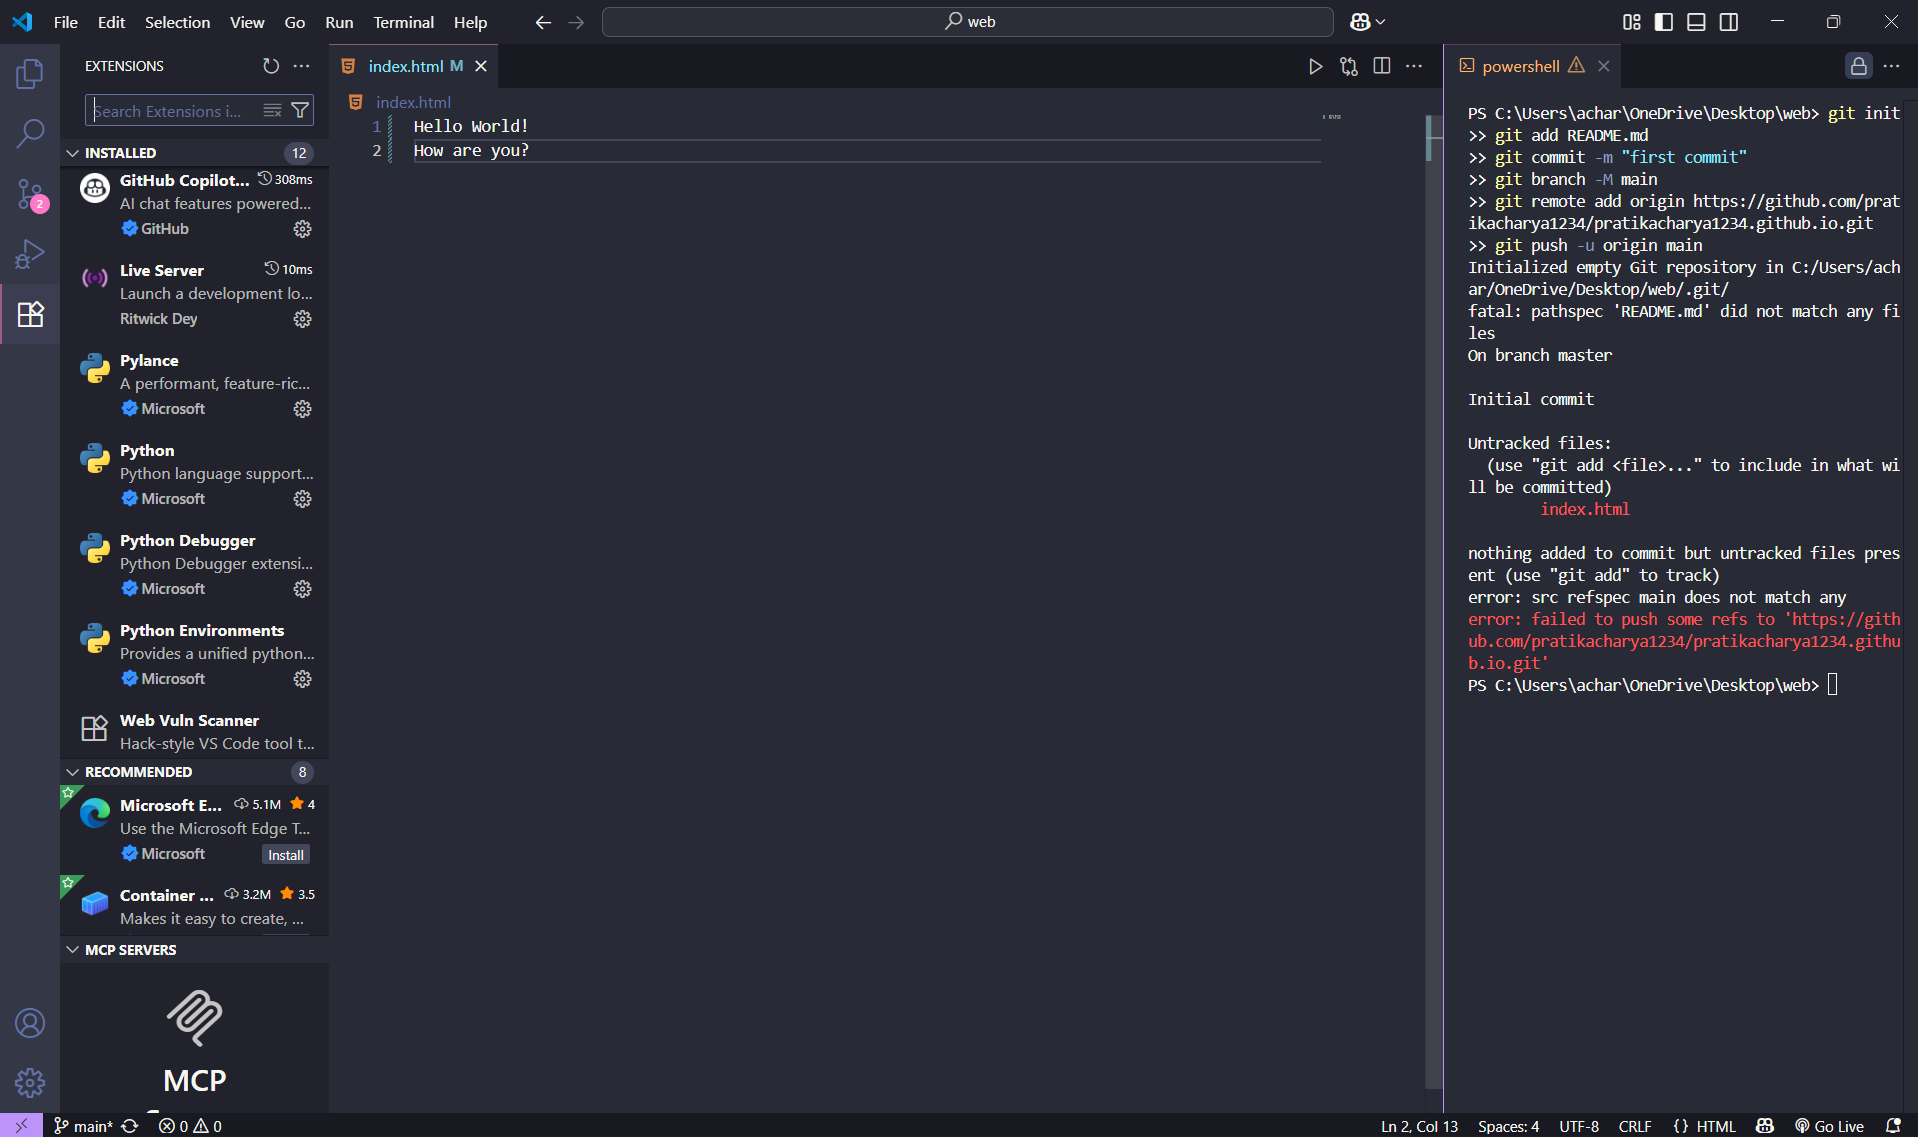 File Edit Selection View Go Run Terminal Help
web
EXTENSIONS
Search Extensions i...
INSTALLED 12
GitHub Copilot... 308ms
AI chat features powered...
GitHub
Live Server 10ms
Launch a development lo...
Ritwick Dey
Pylance
A performant, feature-ric...
Microsoft
Python
Python language support...
Microsoft
Python Debugger
Python Debugger extensi...
Microsoft
Python Environments
Provides a unified python...
Microsoft
Web Vuln Scanner
Hack-style VS Code tool t...
RECOMMENDED 8
Microsoft E... 5.1M 4
Use the Microsoft Edge T...
Microsoft Install
Container ... 3.2M 3.5
Makes it easy to create, ...
MCP SERVERS
MCP
2
index.html M
index.html
1 Hello World!
2 How are you?
powershell
PS C:\Users\achar\OneDrive\Desktop\web> git init
>> git add README.md
>> git commit -m "first commit"
>> git branch -M main
>> git remote add origin https://github.com/prat
ikacharya1234/pratikacharya1234.github.io.git
>> git push -u origin main
Initialized empty Git repository in C:/Users/ach
ar/OneDrive/Desktop/web/.git/
fatal: pathspec 'README.md' did not match any fi
les
On branch master
Initial commit
Untracked files:
(use "git add <file>..." to include in what wi
ll be committed)
index.html
nothing added to commit but untracked files pres
ent (use "git add" to track)
error: src refspec main does not match any
error: failed to push some refs to 'https://gith
ub.com/pratikacharya1234/pratikacharya1234.githu
b.io.git'
PS C:\Users\achar\OneDrive\Desktop\web>
main* 0 0
Ln 2, Col 13 Spaces: 4 UTF-8 CRLF {} HTML Go Live